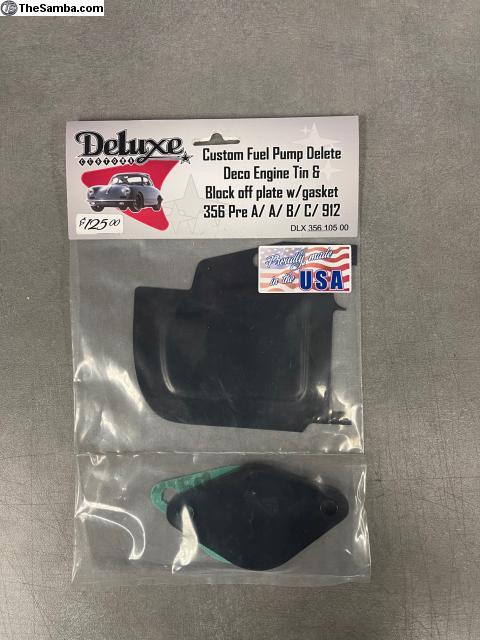 TheSamba.com
Deluxe
CUSTOMS
Custom Fuel Pump Delete
Deco Engine Tin &
Block off plate w/gasket
356 Pre A/ A/ B/ C/ 912
DLX 356 105 00
$125.00
Proudly made
in the USA